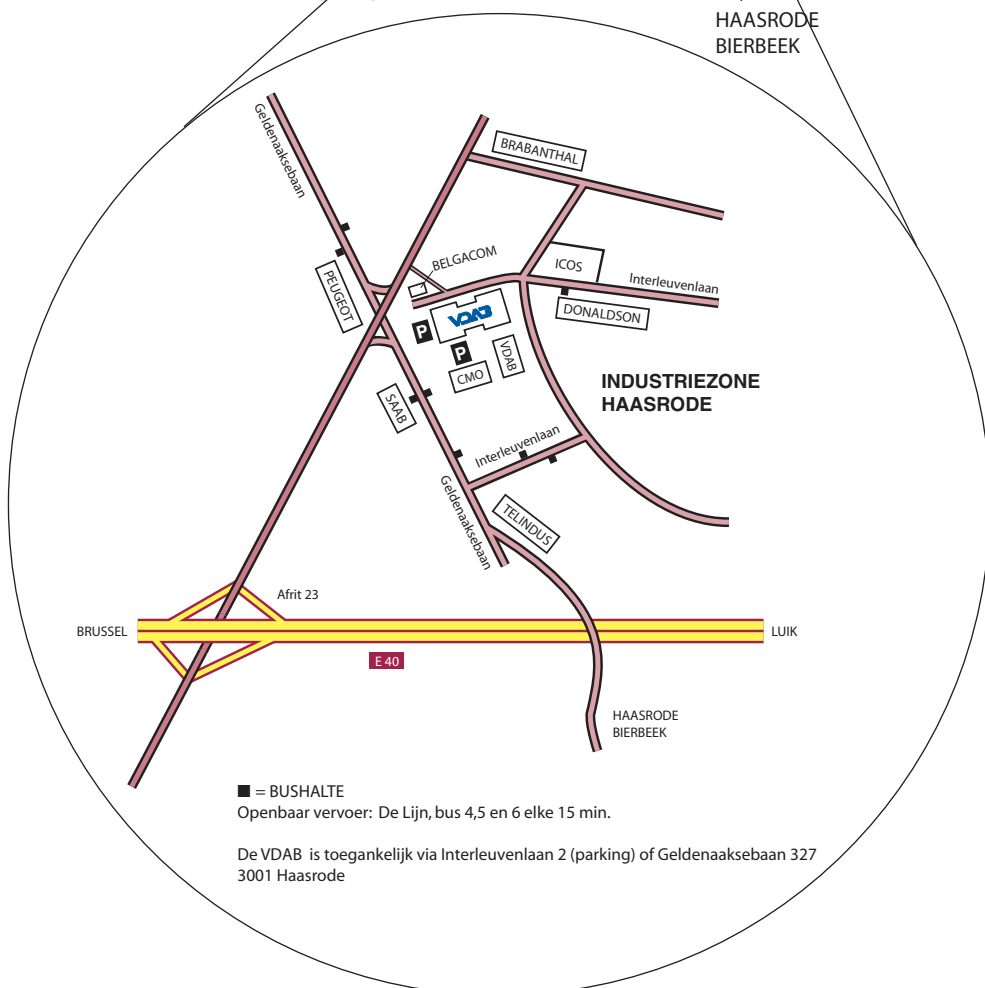 HAASRODE
BIERBEEK
Geldenaaksebaan
BRABANTHAL
BELGACOM
ICOS
Interleuvenlaan
PEUGEOT
VDAB
DONALDSON
P
P
VDAB
CMO
INDUSTRIEZONE
HAASRODE
SAAB
Interleuvenlaan
Geldenaaksebaan
TELINDUS
Afrit 23
BRUSSEL
LUIK
E 40
HAASRODE
BIERBEEK
■ = BUSHALTE
Openbaar vervoer: De Lijn, bus 4,5 en 6 elke 15 min.
De VDAB is toegankelijk via Interleuvenlaan 2 (parking) of Geldenaaksebaan 327
3001 Haasrode